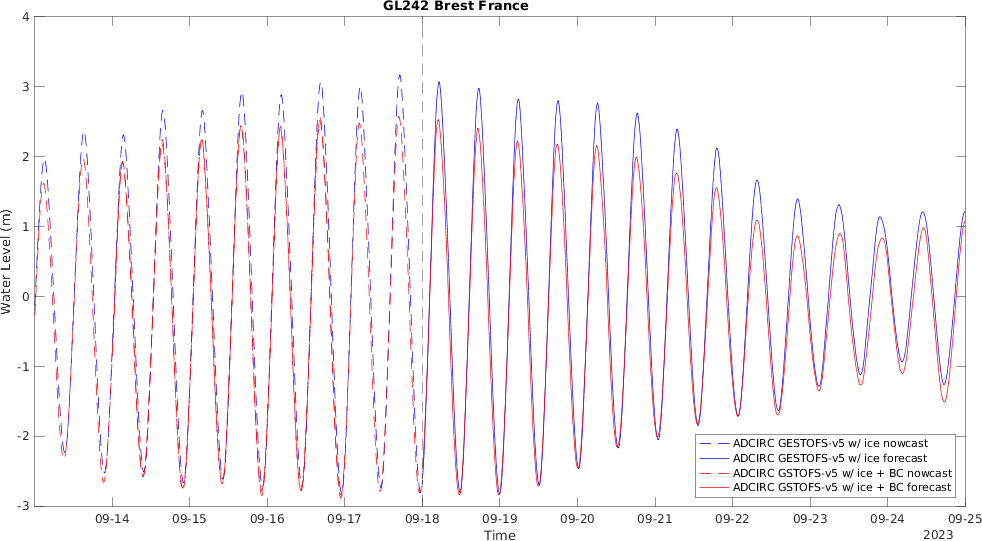 GL242 Brest France
4
3
2
1
0
-1
-2
-3
Water Level (m)
ADCIRC GESTOFS-v5 w/ ice nowcast
ADCIRC GESTOFS-v5 w/ ice forecast
ADCIRC GSTOFS-v5 w/ ice + BC nowcast
ADCIRC GSTOFS-v5 w/ ice + BC forecast
09-14 09-15 09-16 09-17 09-18 09-19 09-20 09-21 09-22 09-23 09-24 09-25
Time
2023